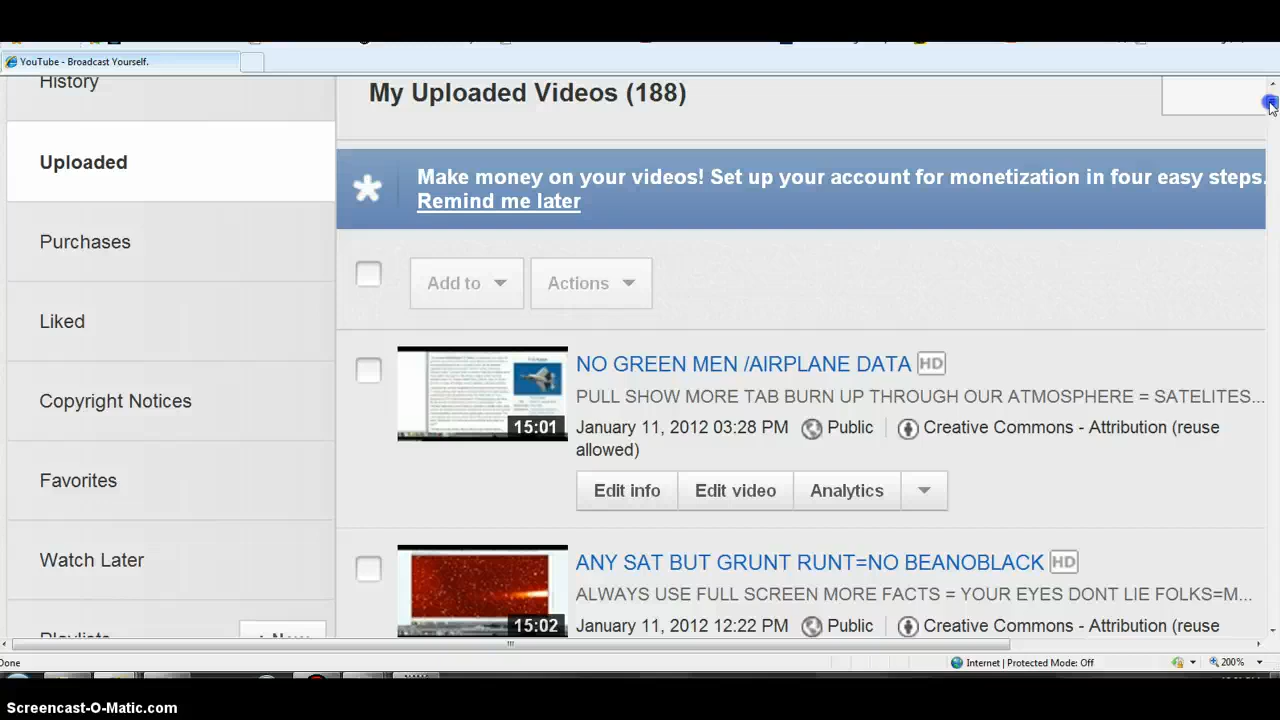 YouTube - Broadcast Yourself.
History
My Uploaded Videos (188)
Uploaded
Make money on your videos! Set up your account for monetization in four easy steps.
Remind me later
Purchases
Add to
Actions
Liked
NO GREEN MEN /AIRPLANE DATA HD
PULL SHOW MORE TAB BURN UP THROUGH OUR ATMOSPHERE = SATELITES...
15:01
January 11, 2012 03:28 PM Public Creative Commons - Attribution (reuse
allowed)
Copyright Notices
Edit info Edit video Analytics
Favorites
Watch Later
ANY SAT BUT GRUNT RUNT=NO BEANOBLACK HD
ALWAYS USE FULL SCREEN MORE FACTS = YOUR EYES DONT LIE FOLKS=M...
15:02
January 11, 2012 12:22 PM Public Creative Commons - Attribution (reuse
Playlists
+ New
Done
Internet | Protected Mode: Off
200%
Screencast-O-Matic.com